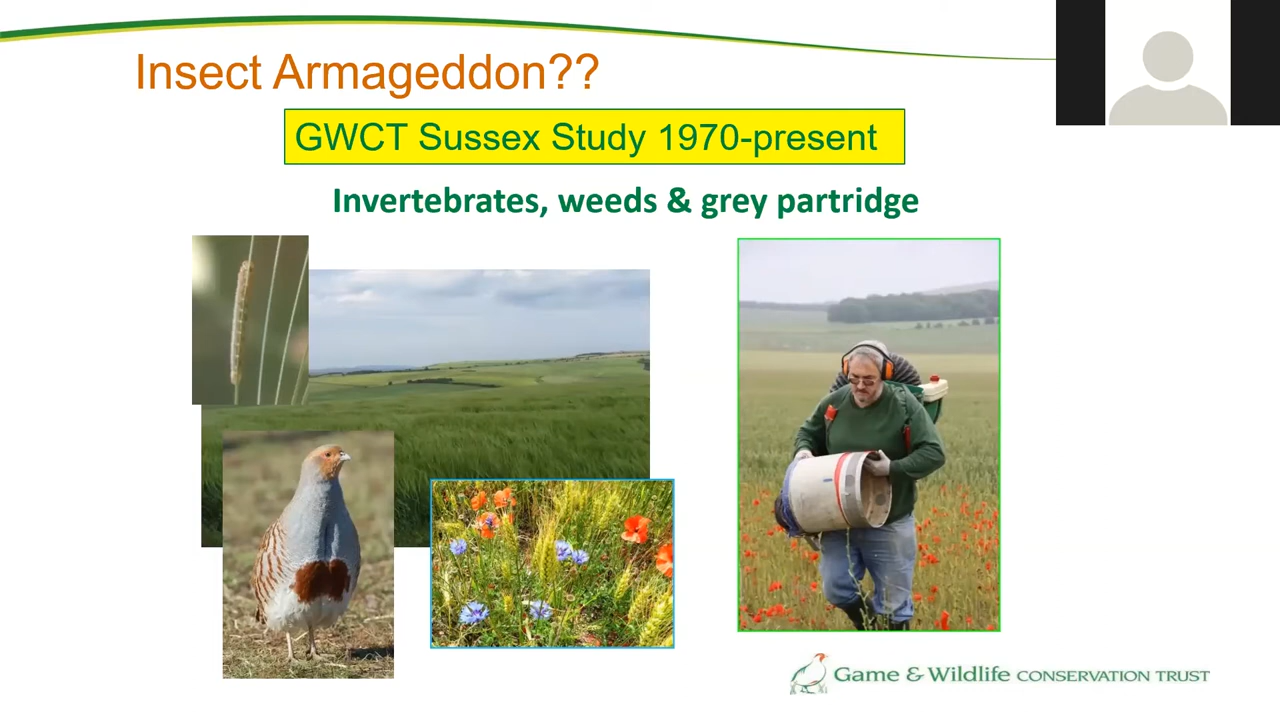 Insect Armageddon??
GWCT Sussex Study 1970-present
Invertebrates, weeds & grey partridge
Game & Wildlife CONSERVATION TRUST